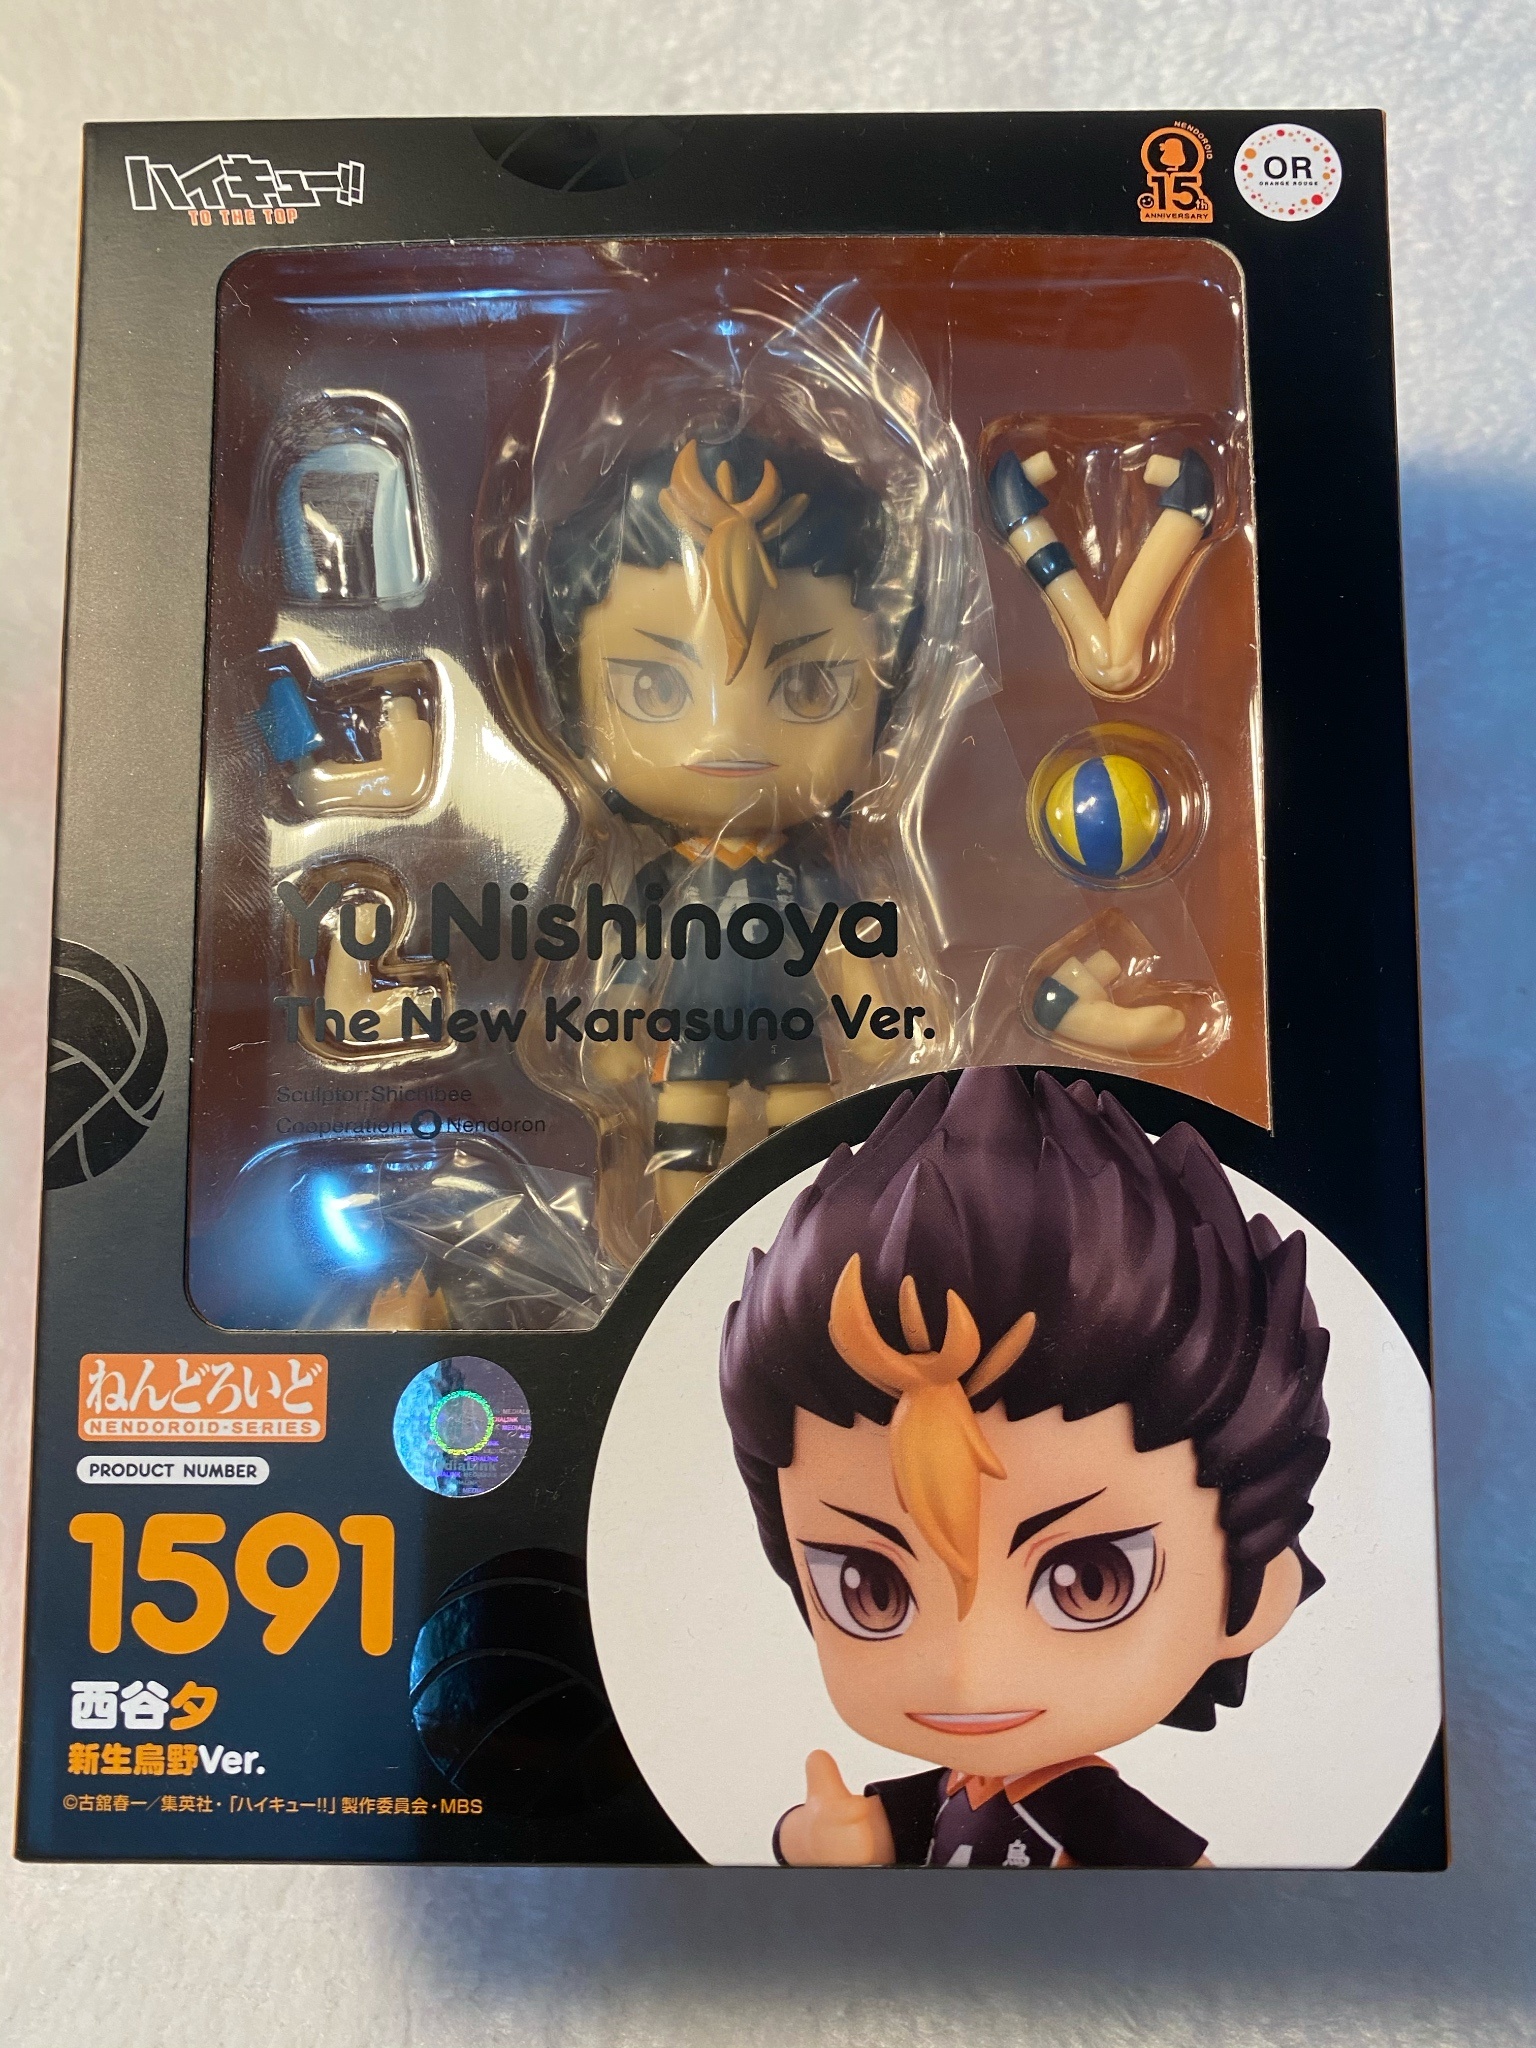 ハイキュー!!
TO THE TOP
NENDOROID
15th
ANNIVERSARY
OR
ORANGE ROUGE
Yu Nishinoya
The New Karasuno Ver.
Sculptor:Shichibee
Cooperation: Nendoron
ねんどろいど
NENDOROID·SERIES
PRODUCT NUMBER
1591
西谷夕
新生烏野Ver.
©古舘春一／集英社・「ハイキュー!!」製作委員会・MBS
MEDIALINK
烏